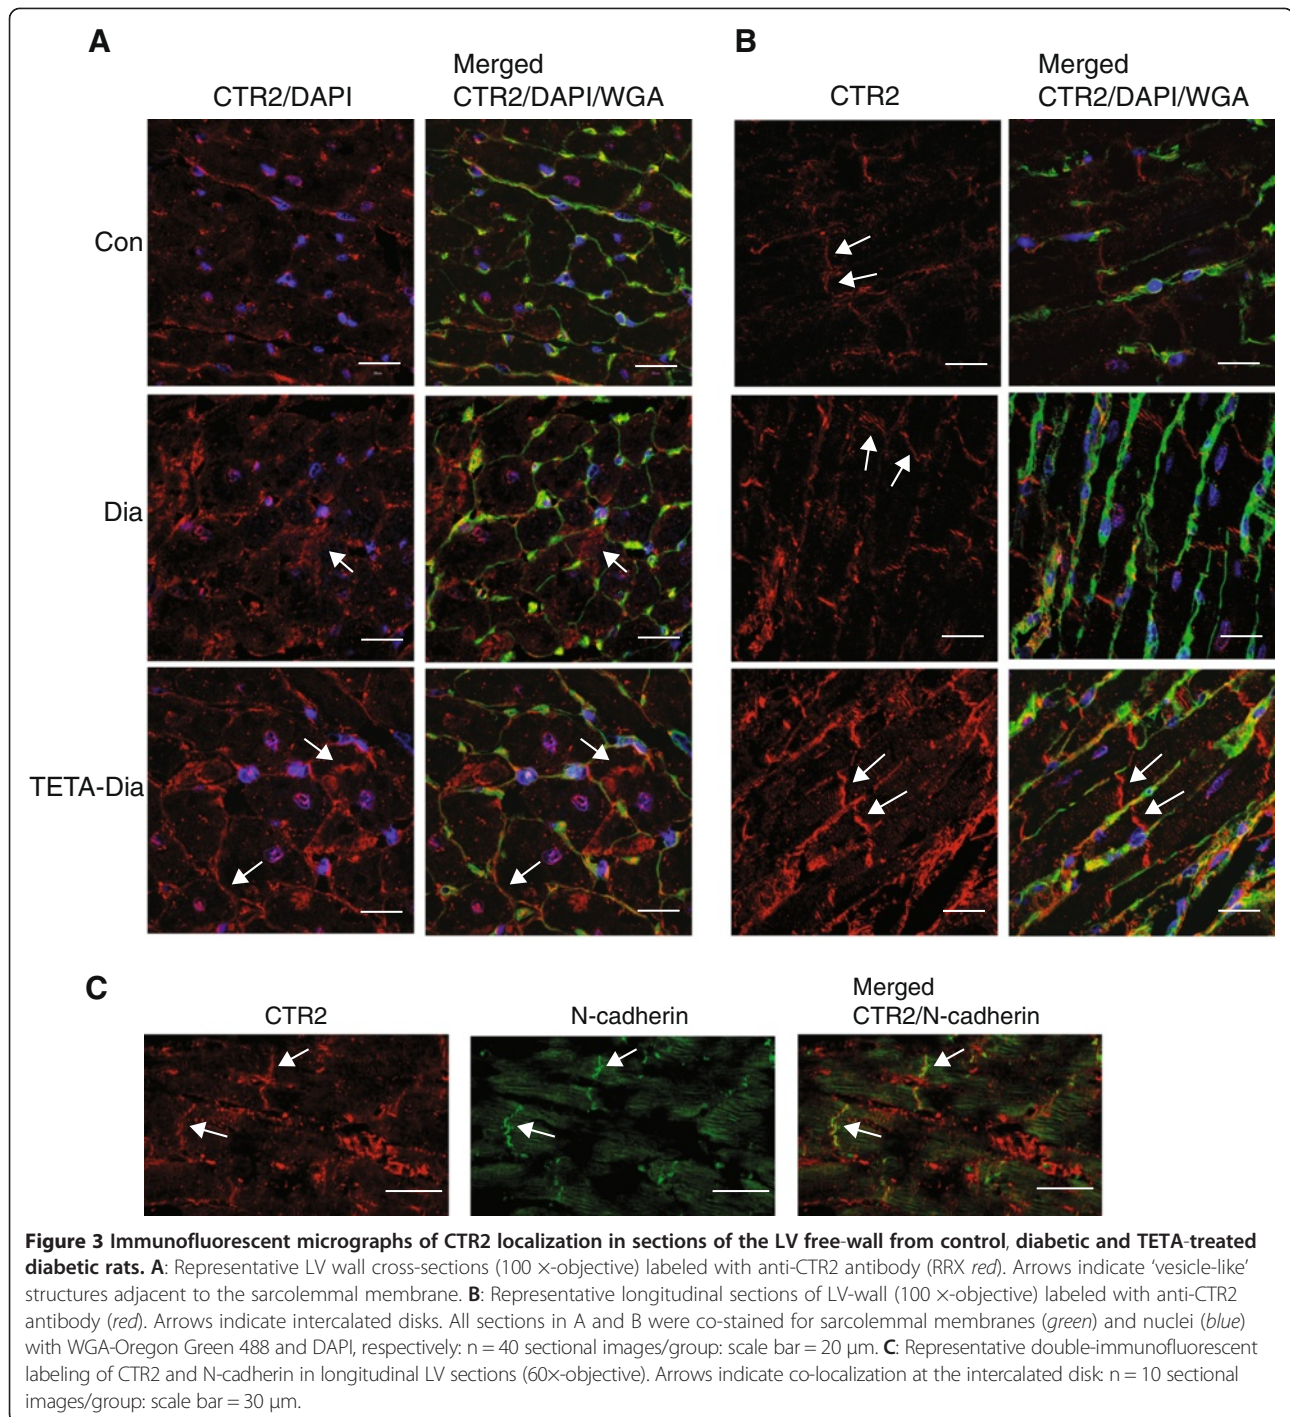 A
B
CTR2/DAPI
Merged
CTR2/DAPI/WGA
CTR2
Merged
CTR2/DAPI/WGA
Con
Dia
TETA-Dia
C
CTR2
N-cadherin
Merged
CTR2/N-cadherin
Figure 3 Immunofluorescent micrographs of CTR2 localization in sections of the LV free-wall from control, diabetic and TETA-treated
diabetic rats. A: Representative LV wall cross-sections (100 ×-objective) labeled with anti-CTR2 antibody (RRX red). Arrows indicate ‘vesicle-like’
structures adjacent to the sarcolemmal membrane. B: Representative longitudinal sections of LV-wall (100 ×-objective) labeled with anti-CTR2
antibody (red). Arrows indicate intercalated disks. All sections in A and B were co-stained for sarcolemmal membranes (green) and nuclei (blue)
with WGA-Oregon Green 488 and DAPI, respectively: n = 40 sectional images/group: scale bar = 20 μm. C: Representative double-immunofluorescent
labeling of CTR2 and N-cadherin in longitudinal LV sections (60×-objective). Arrows indicate co-localization at the intercalated disk: n = 10 sectional
images/group: scale bar = 30 μm.